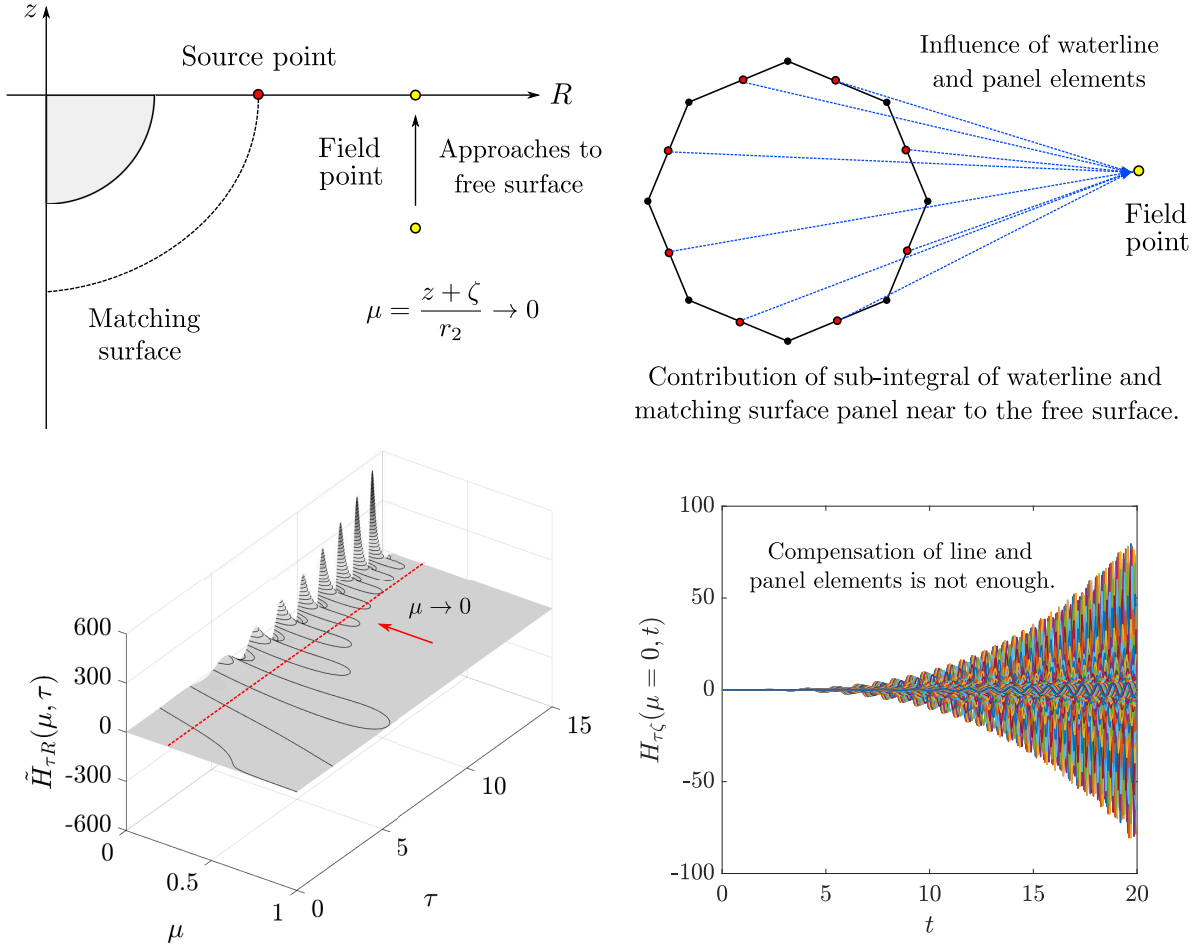 z
Source point
R
Field
point
Approaches to
free surface
Matching
surface
μ = (z + ζ)/r₂ → 0
Influence of waterline
and panel elements
Field
point
Contribution of sub-integral of waterline and
matching surface panel near to the free surface.
600
300
0
-300
-600
H̃τR(μ, τ)
μ → 0
0
0.5
1
μ
0
5
10
15
τ
100
50
0
-50
-100
Hτζ(μ = 0, t)
Compensation of line and
panel elements is not enough.
0
5
10
15
20
t